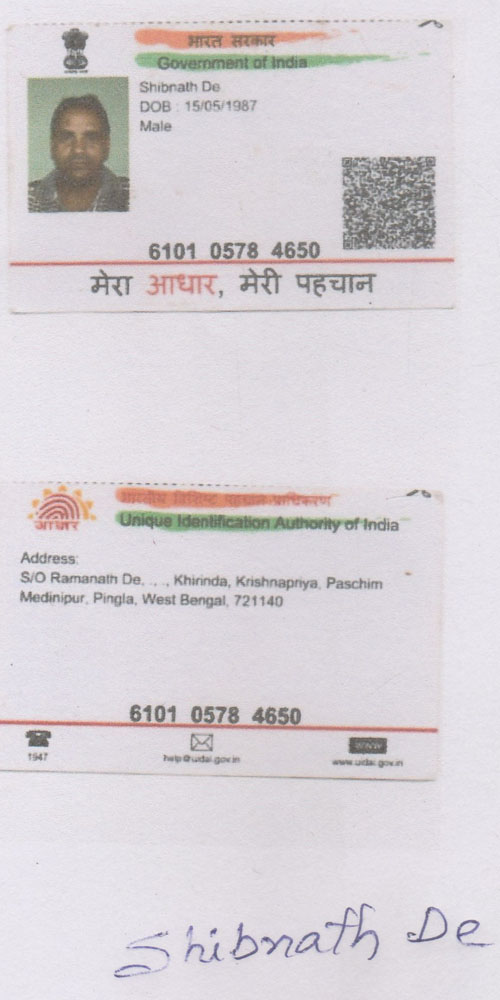 भारत सरकार
Government of India
Shibnath De
DOB : 15/05/1987
Male
6101 0578 4650
मेरा आधार, मेरी पहचान
भारतीय विशिष्ट पहचान प्राधिकरण
आधार
Unique Identification Authority of India
Address:
S/O Ramanath De, ., ., Khirinda, Krishnapriya, Paschim
Medinipur, Pingla, West Bengal, 721140
6101 0578 4650
1947
help@uidai.gov.in
www
www.uidai.gov.in
Shibnath De